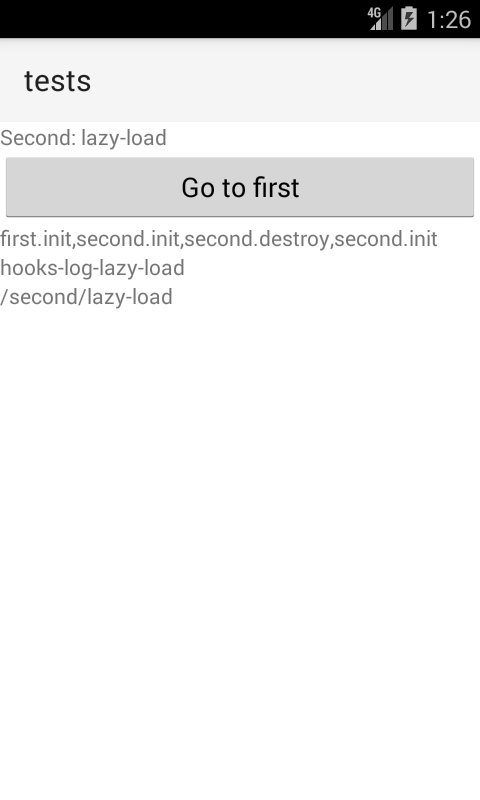 4G 1:26
tests
Second: lazy-load
Go to first
first.init,second.init,second.destroy,second.init
hooks-log-lazy-load
/second/lazy-load